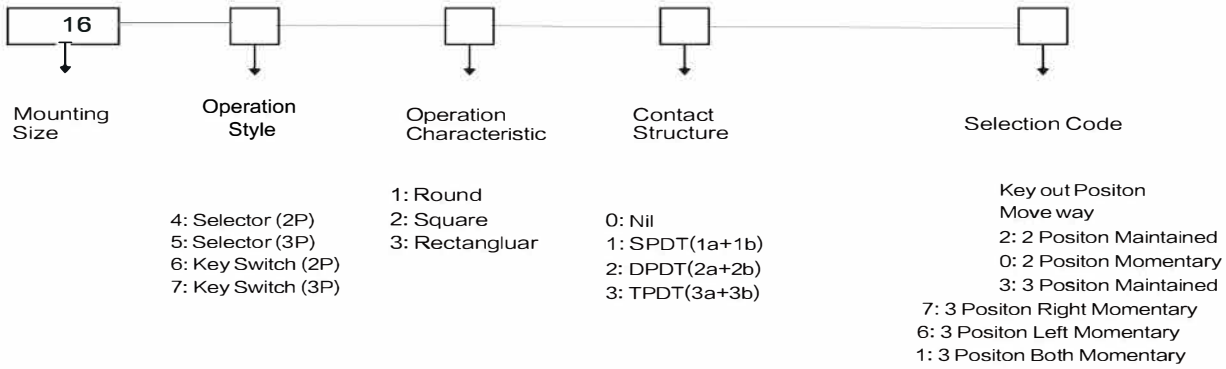 16
Mounting
Size
Operation
Style
Operation
Characteristic
Contact
Structure
Selection Code
4: Selector (2P)
5: Selector (3P)
6: Key Switch (2P)
7: Key Switch (3P)
1: Round
2: Square
3: Rectangluar
0: Nil
1: SPDT(1a+1b)
2: DPDT(2a+2b)
3: TPDT(3a+3b)
Key out Positon
Move way
2: 2 Positon Maintained
0: 2 Positon Momentary
3: 3 Positon Maintained
7: 3 Positon Right Momentary
6: 3 Positon Left Momentary
1: 3 Positon Both Momentary